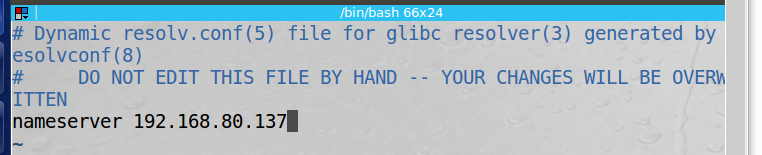 /bin/bash 66x24
# Dynamic resolv.conf(5) file for glibc resolver(3) generated by
esolvconf(8)
#     DO NOT EDIT THIS FILE BY HAND -- YOUR CHANGES WILL BE OVERW
ITTEN
nameserver 192.168.80.137
~